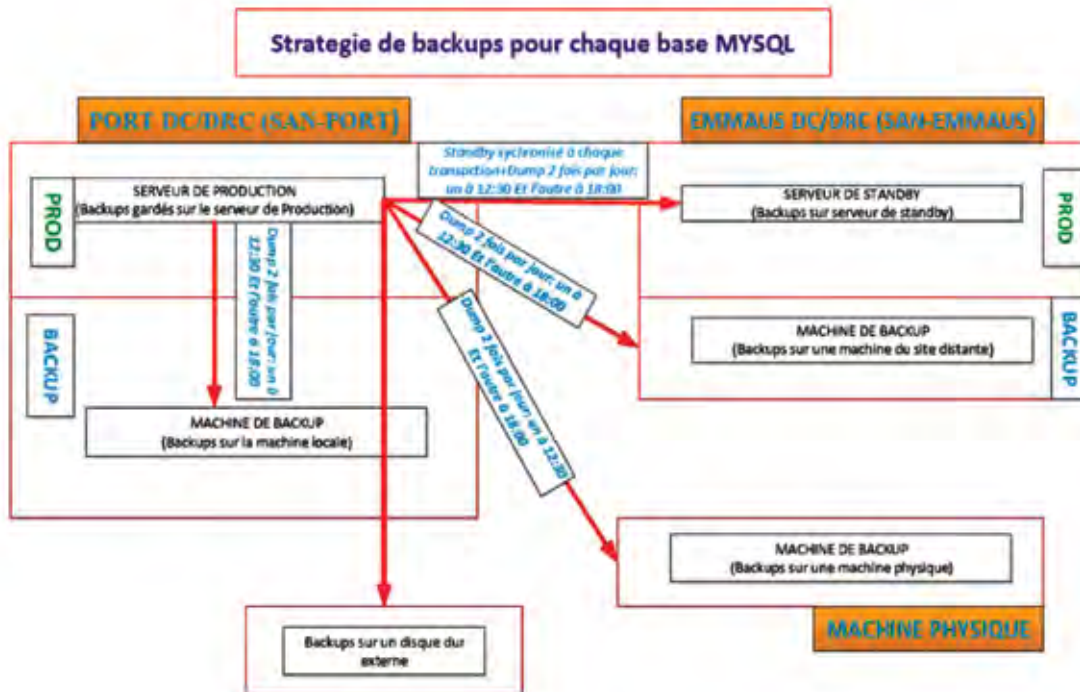 Strategie de backups pour chaque base MYSQL
PORT DC/DRC (SAN-PORT)
EMMAUS DC/DRC (SAN-EMMAUS)
Standby sychronisé à chaque
transaction+Dump 2 fois par jour:
un à 12:30 Et l'autre à 18:00
PROD
SERVEUR DE PRODUCTION
(Backups gardés sur le serveur de Production)
SERVEUR DE STANDBY
(Backups sur serveur de standby)
PROD
Dump 2 fois par jour: un à
12:30 Et l'autre à 18:00
Dump 2 fois par jour: un à
12:30 Et l'autre à 18:00
Dump 2 fois par jour: un à 12:30
Et l'autre à 18:00
BACKUP
MACHINE DE BACKUP
(Backups sur la machine locale)
MACHINE DE BACKUP
(Backups sur une machine du site distante)
BACKUP
MACHINE DE BACKUP
(Backups sur une machine physique)
MACHINE PHYSIQUE
Backups sur un disque dur
externe